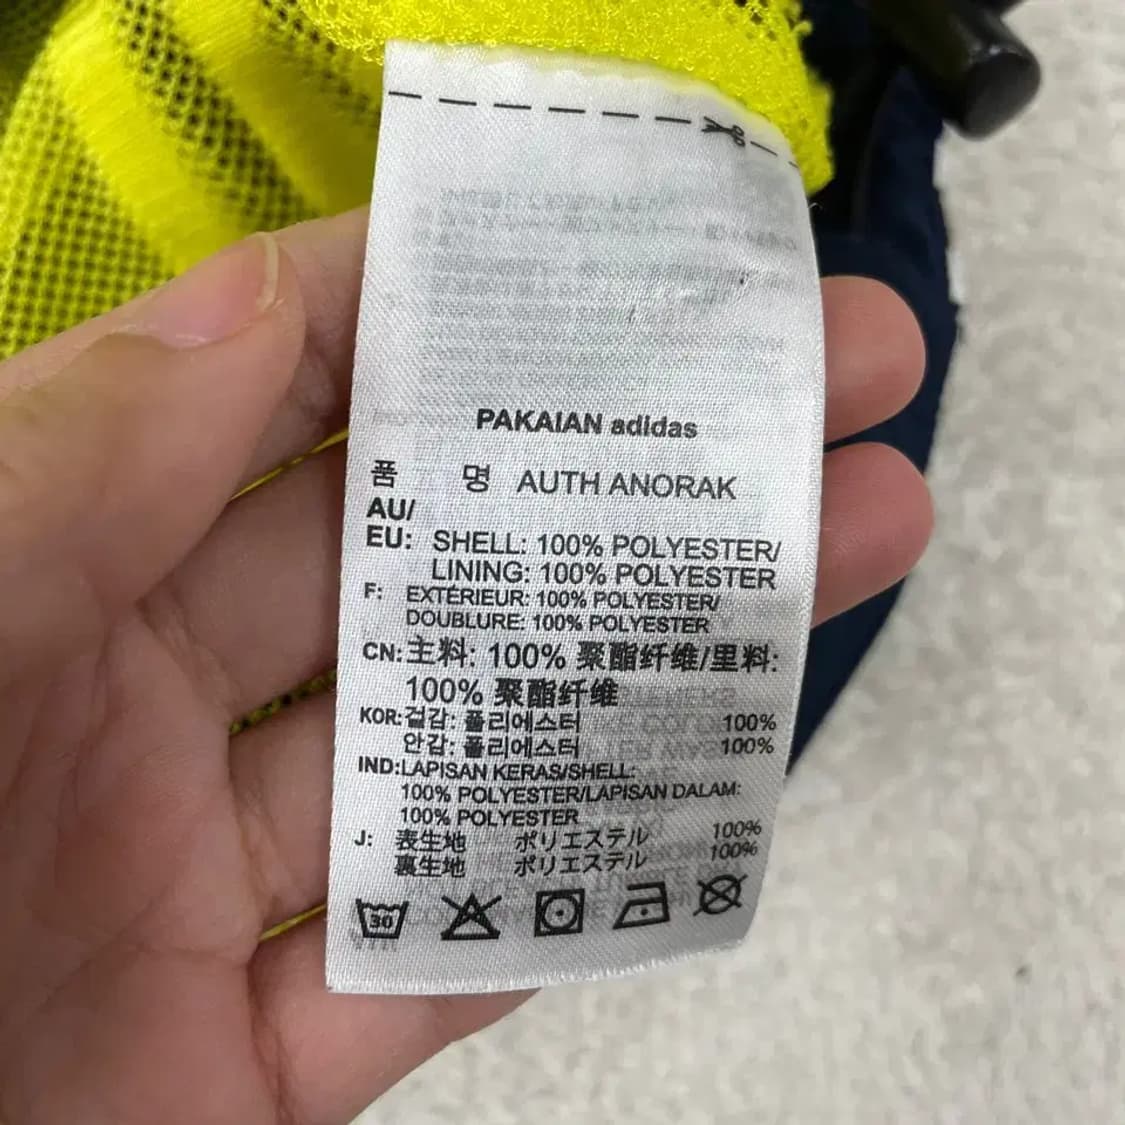 PAKAIAN adidas
품 명 AUTH ANORAK
AU/
EU: SHELL: 100% POLYESTER/
LINING: 100% POLYESTER
F: EXTÉRIEUR: 100% POLYESTER/
DOUBLURE: 100% POLYESTER
CN:主料: 100% 聚酯纤维/里料:
100% 聚酯纤维
KOR:겉감: 폴리에스터 100%
안감: 폴리에스터 100%
IND:LAPISAN KERAS/SHELL:
100% POLYESTER/LAPISAN DALAM:
100% POLYESTER
J: 表生地 ポリエステル 100%
裏生地 ポリエステル 100%
30